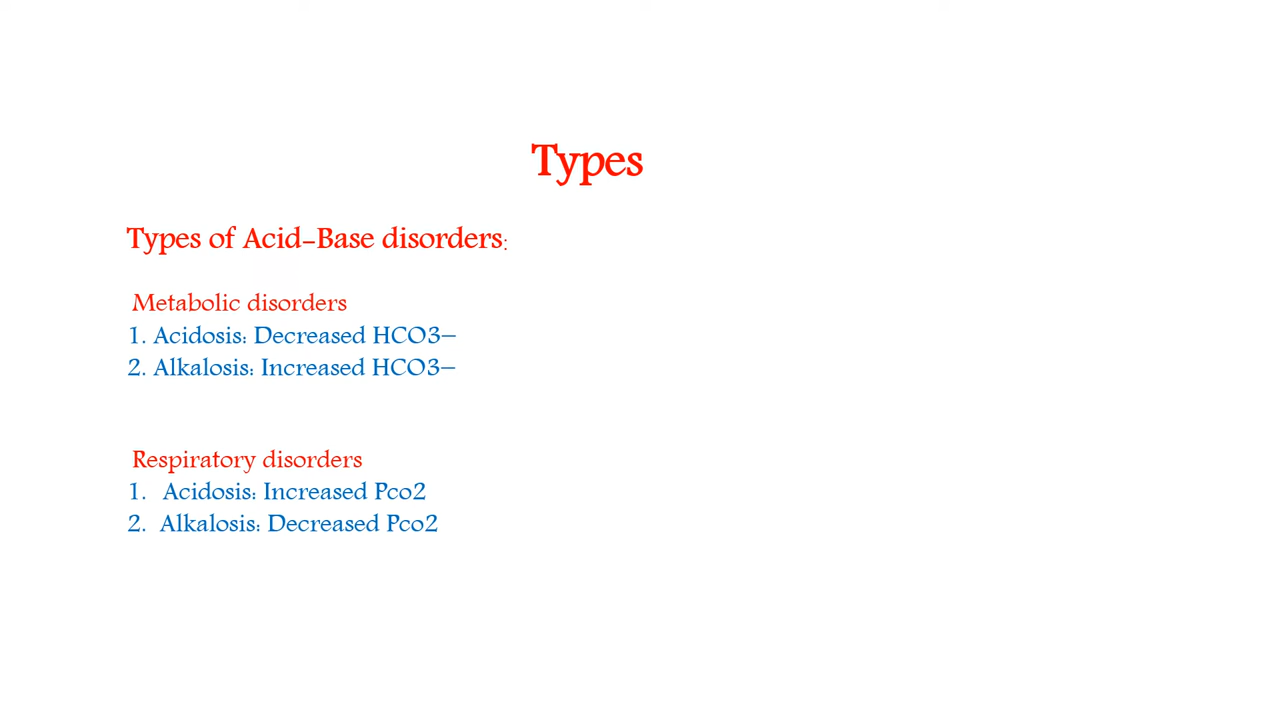 Types
Types of Acid-Base disorders:
Metabolic disorders
1. Acidosis: Decreased HCO3–
2. Alkalosis: Increased HCO3–
Respiratory disorders
1. Acidosis: Increased Pco2
2. Alkalosis: Decreased Pco2